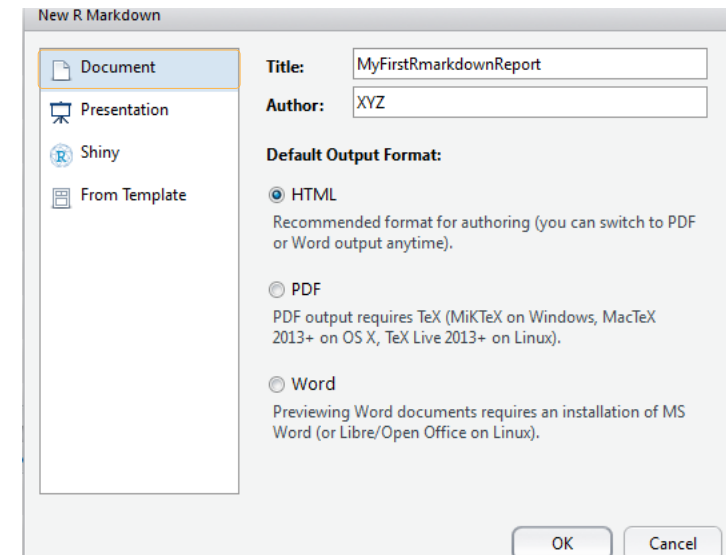 New R Markdown
Document
Presentation
Shiny
From Template
Title:
MyFirstRmarkdownReport
Author:
XYZ
Default Output Format:
HTML
Recommended format for authoring (you can switch to PDF
or Word output anytime).
PDF
PDF output requires TeX (MiKTeX on Windows, MacTeX
2013+ on OS X, TeX Live 2013+ on Linux).
Word
Previewing Word documents requires an installation of MS
Word (or Libre/Open Office on Linux).
OK
Cancel